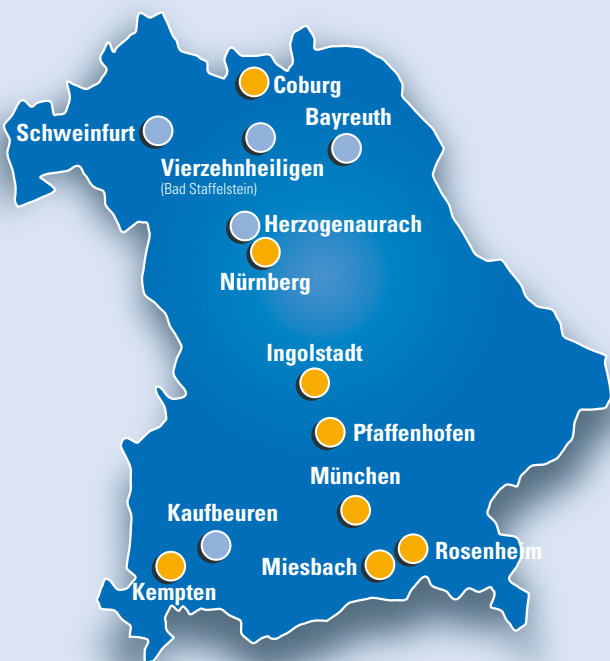 Coburg
Bayreuth
Schweinfurt
Vierzehnheiligen
(Bad Staffelstein)
Herzogenaurach
Nürnberg
Ingolstadt
Pfaffenhofen
München
Kaufbeuren
Rosenheim
Miesbach
Kempten